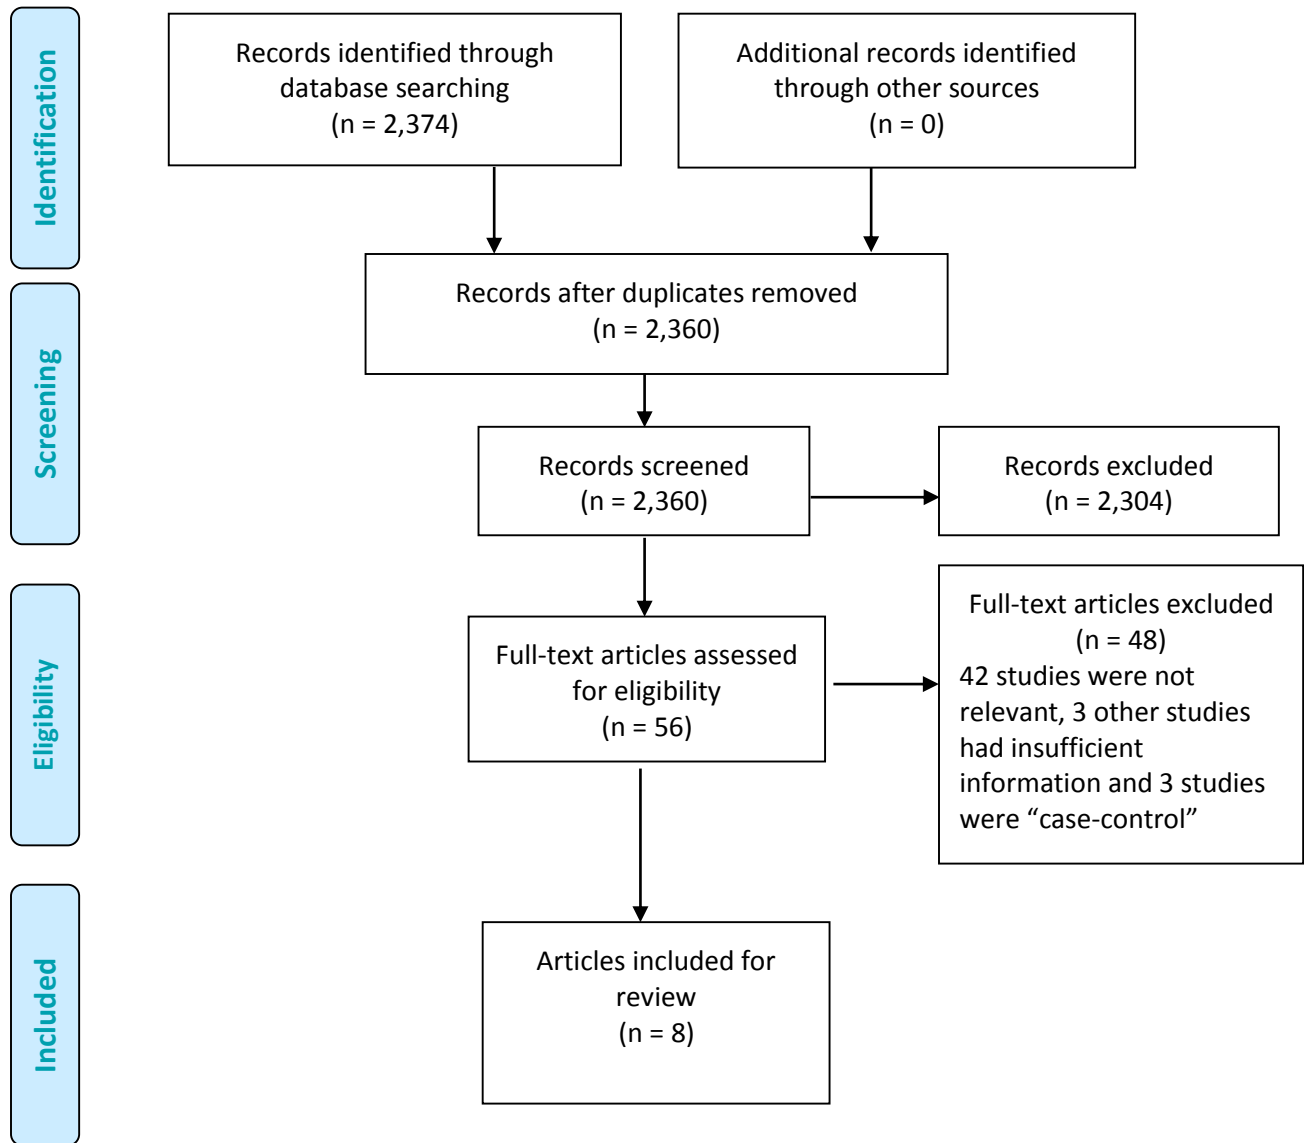 Identification
Records identified through
database searching
(n = 2,374)
Additional records identified
through other sources
(n = 0)
Records after duplicates removed
(n = 2,360)
Screening
Records screened
(n = 2,360)
Records excluded
(n = 2,304)
Eligibility
Full-text articles assessed
for eligibility
(n = 56)
Full-text articles excluded
(n = 48)
42 studies were not
relevant, 3 other studies
had insufficient
information and 3 studies
were “case-control”
Included
Articles included for
review
(n = 8)